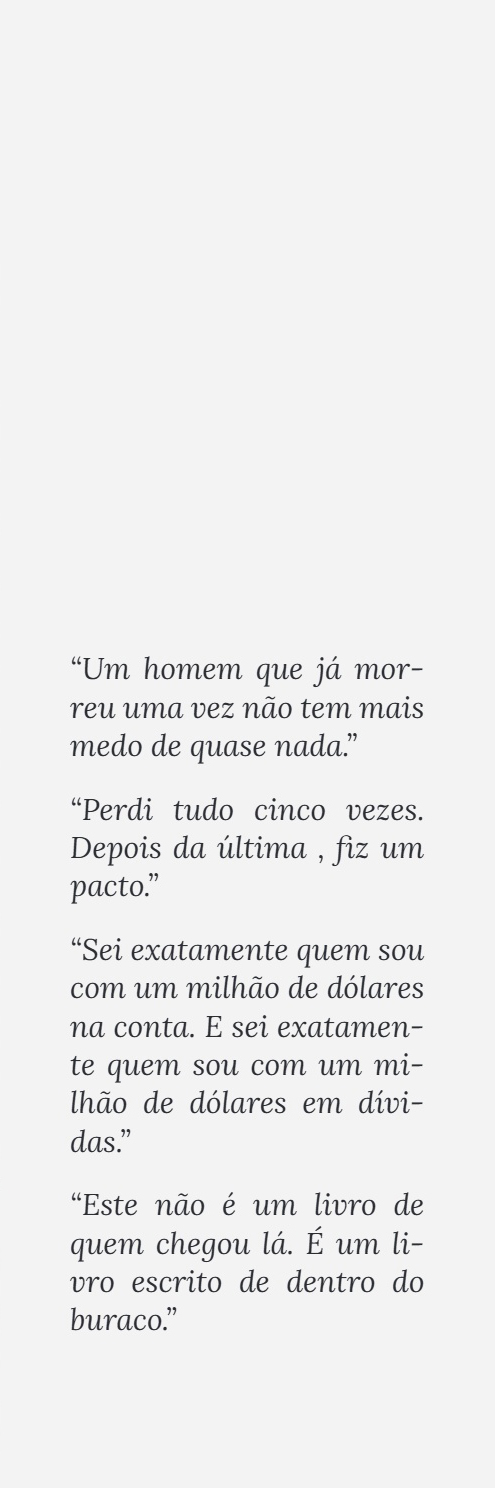 “Um homem que já mor-
reu uma vez não tem mais
medo de quase nada.”
“Perdi tudo cinco vezes.
Depois da última , fiz um
pacto.”
“Sei exatamente quem sou
com um milhão de dólares
na conta. E sei exatamen-
te quem sou com um mi-
lhão de dólares em dívi-
das.”
“Este não é um livro de
quem chegou lá. É um li-
vro escrito de dentro do
buraco.”